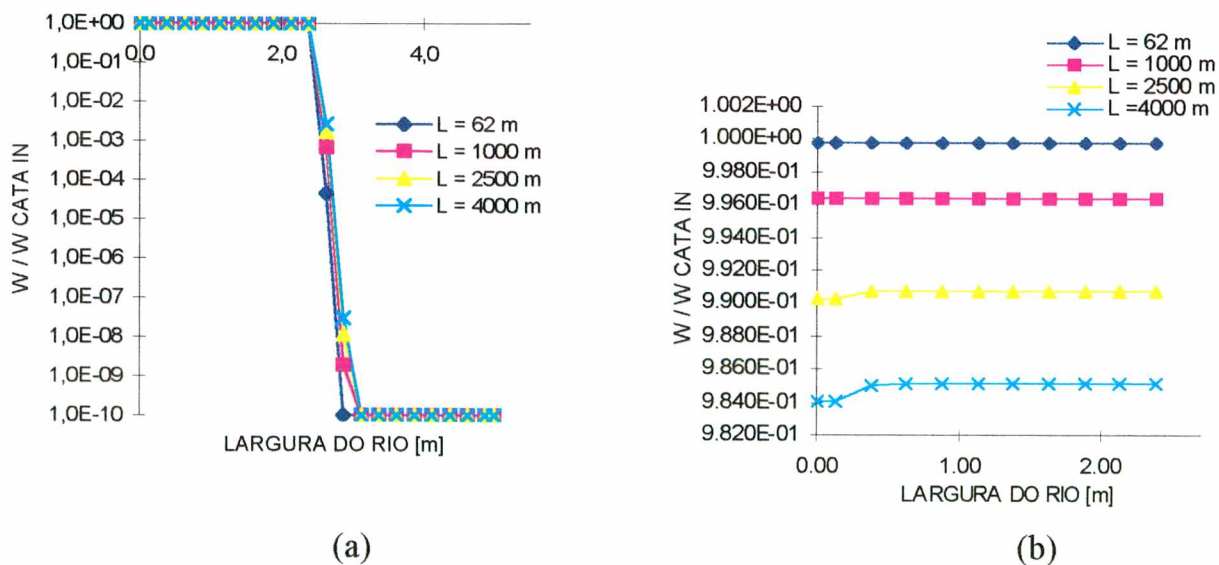 1,0E+00
0,0
2,0
4,0
1,0E-01
1,0E-02
1,0E-03
1,0E-04
1,0E-05
1,0E-06
1,0E-07
1,0E-08
1,0E-09
1,0E-10
W / W CATA IN
LARGURA DO RIO [m]
L = 62 m
L = 1000 m
L = 2500 m
L = 4000 m
(a)
L = 62 m
L = 1000 m
L = 2500 m
L =4000 m
1.002E+00
1.000E+00
9.980E-01
9.960E-01
9.940E-01
9.920E-01
9.900E-01
9.880E-01
9.860E-01
9.840E-01
9.820E-01
W / W CATA IN
0.00
1.00
2.00
LARGURA DO RIO [m]
(b)